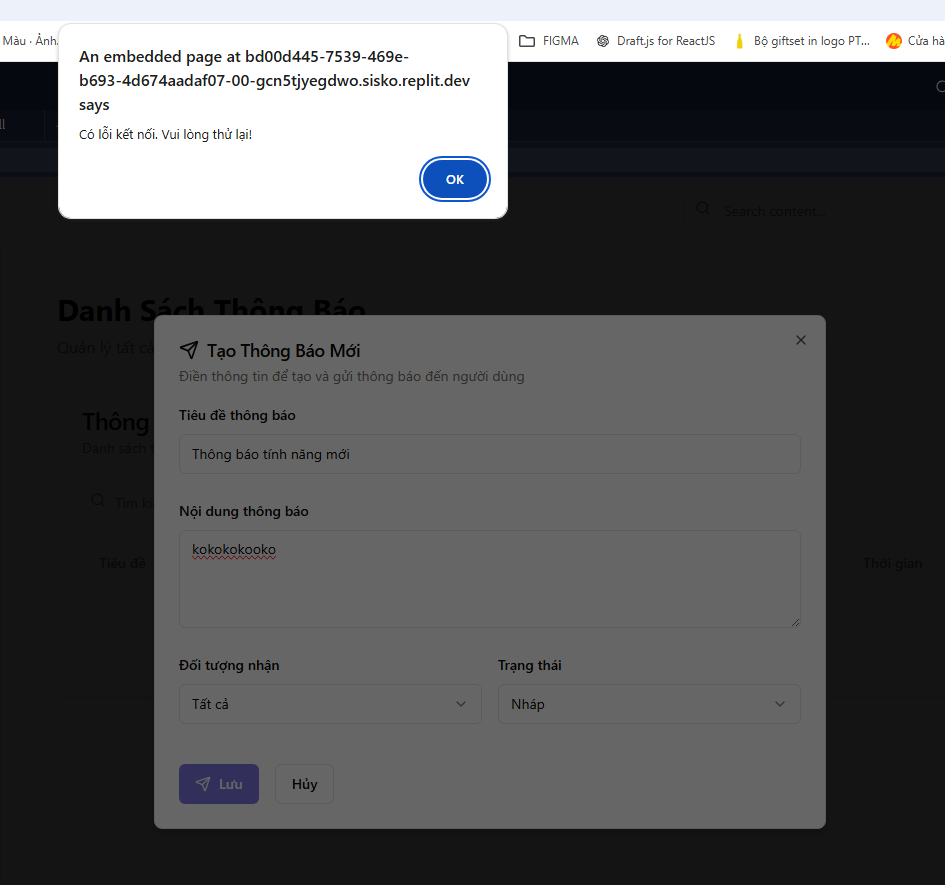 Màu · Ảnh.
FIGMA
Draft.js for ReactJS
Bộ giftset in logo PT...
Cửa hà
An embedded page at bd00d445-7539-469e-
b693-4d674aadaf07-00-gcn5tjyegdwo.sisko.replit.dev
says
Có lỗi kết nối. Vui lòng thử lại!
OK
Search content...
Danh Sách Thông Báo
Quản lý tất cả
Tạo Thông Báo Mới
Điền thông tin để tạo và gửi thông báo đến người dùng
Thông
Danh sách
Tiêu đề thông báo
Thông báo tính năng mới
Tìm
Nội dung thông báo
kokokokooko
Tiêu đề
Thời gian
Đối tượng nhận
Trạng thái
Tất cả
Nháp
Lưu
Hủy